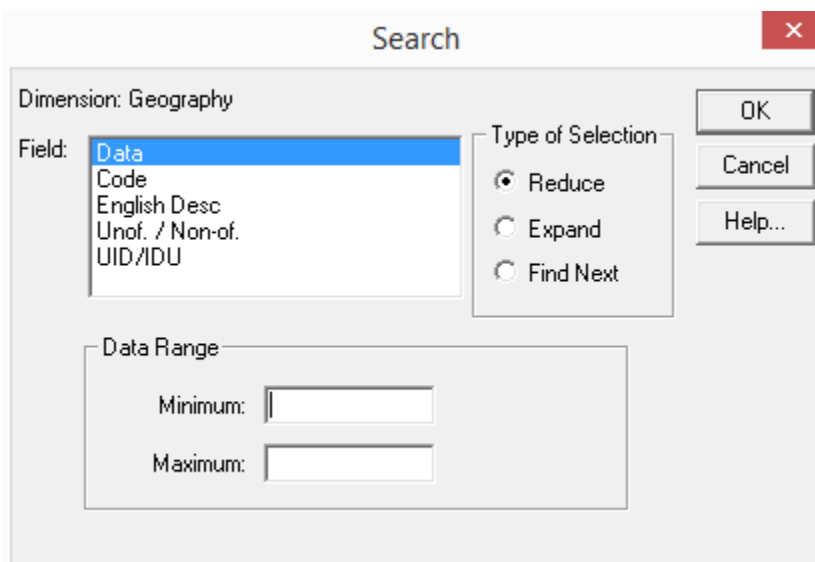 Search
Dimension: Geography
Field:
Data
Code
English Desc
Unof. / Non-of.
UID/IDU
Type of Selection
Reduce
Expand
Find Next
OK
Cancel
Help...
Data Range
Minimum:
Maximum: